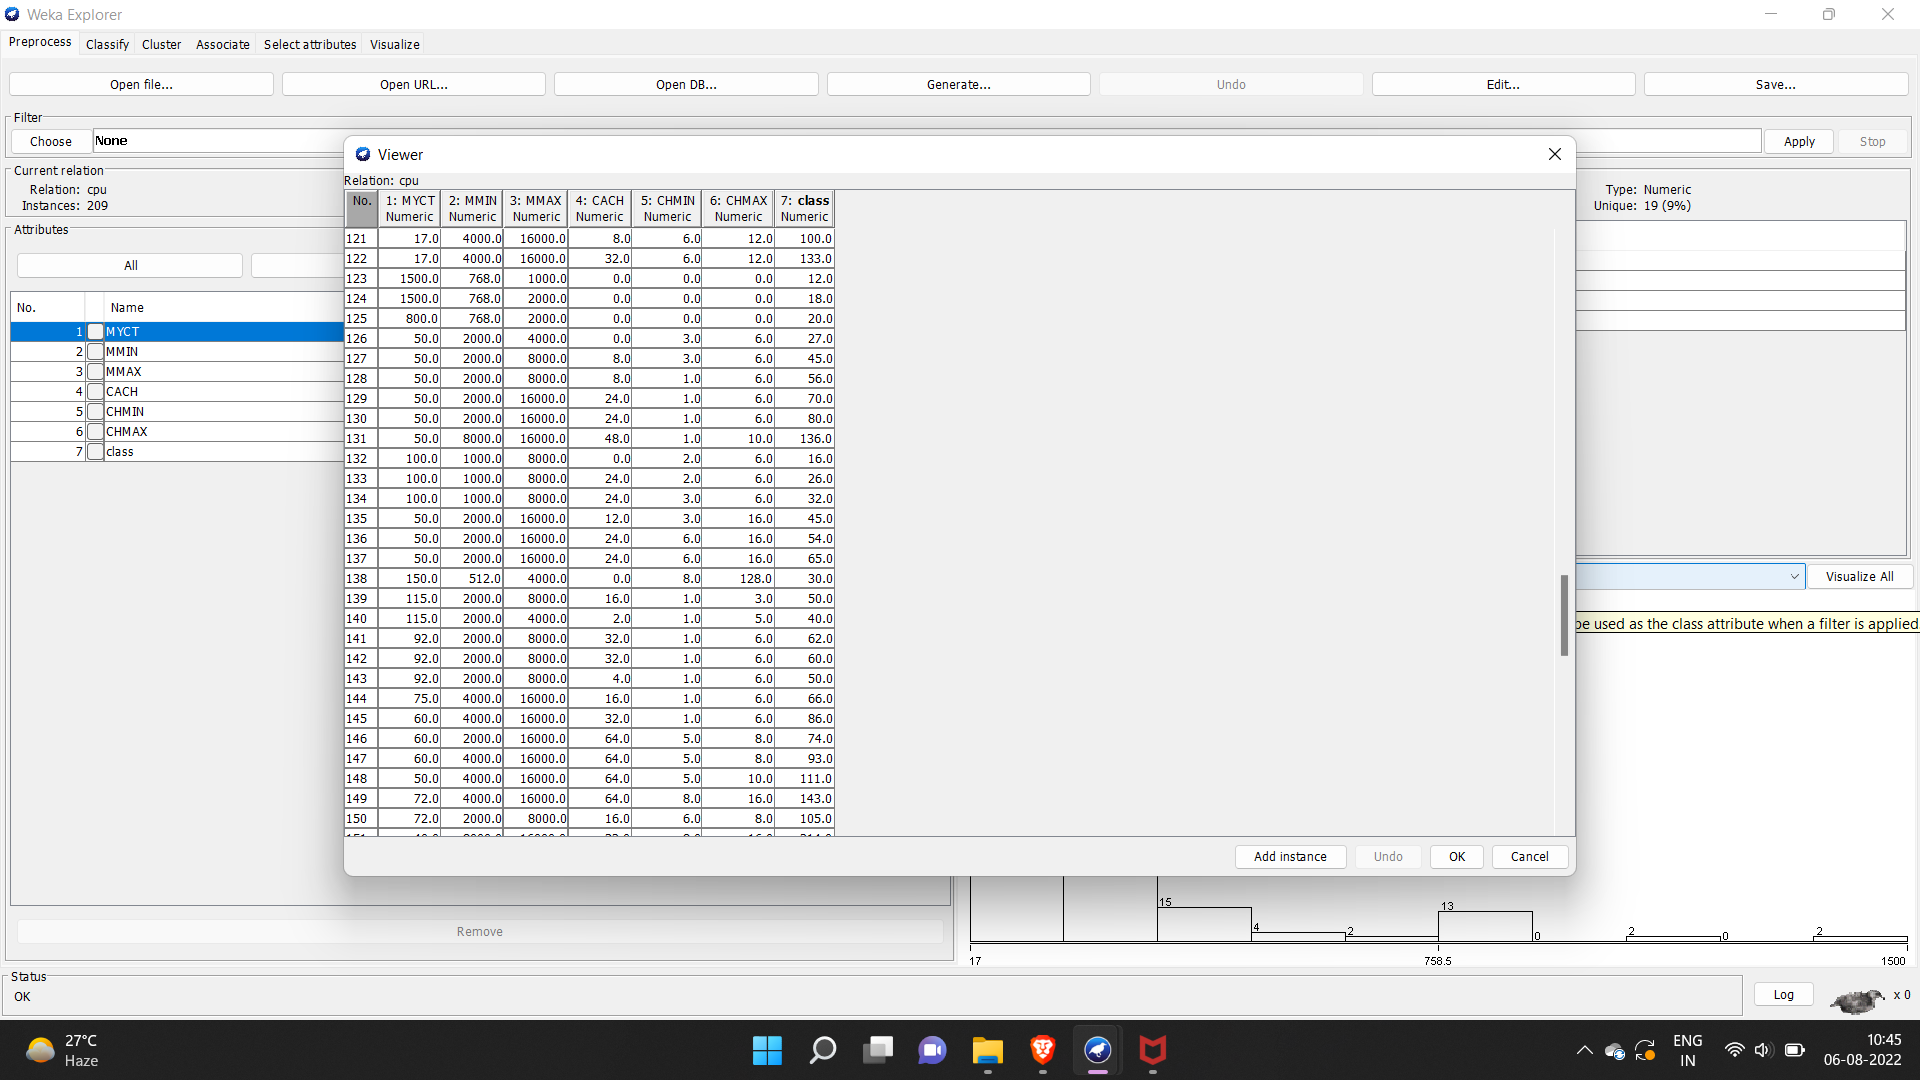 Weka Explorer
Preprocess Classify Cluster Associate Select attributes Visualize
Open file... Open URL... Open DB... Generate... Undo Edit... Save...
Filter
Choose None Apply Stop
Current relation
Relation: cpu
Instances: 209
Type: Numeric
Unique: 19 (9%)
Attributes
All
No. Name
1 MYCT
2 MMIN
3 MMAX
4 CACH
5 CHMIN
6 CHMAX
7 class
Remove
Viewer
Relation: cpu
No. 1: MYCT 2: MMIN 3: MMAX 4: CACH 5: CHMIN 6: CHMAX 7: class
Numeric Numeric Numeric Numeric Numeric Numeric Numeric
121 17.0 4000.0 16000.0 8.0 6.0 12.0 100.0
122 17.0 4000.0 16000.0 32.0 6.0 12.0 133.0
123 1500.0 768.0 1000.0 0.0 0.0 0.0 12.0
124 1500.0 768.0 2000.0 0.0 0.0 0.0 18.0
125 800.0 768.0 2000.0 0.0 0.0 0.0 20.0
126 50.0 2000.0 4000.0 0.0 3.0 6.0 27.0
127 50.0 2000.0 8000.0 8.0 3.0 6.0 45.0
128 50.0 2000.0 8000.0 8.0 1.0 6.0 56.0
129 50.0 2000.0 16000.0 24.0 1.0 6.0 70.0
130 50.0 2000.0 16000.0 24.0 1.0 6.0 80.0
131 50.0 8000.0 16000.0 48.0 1.0 10.0 136.0
132 100.0 1000.0 8000.0 0.0 2.0 6.0 16.0
133 100.0 1000.0 8000.0 24.0 2.0 6.0 26.0
134 100.0 1000.0 8000.0 24.0 3.0 6.0 32.0
135 50.0 2000.0 16000.0 12.0 3.0 16.0 45.0
136 50.0 2000.0 16000.0 24.0 6.0 16.0 54.0
137 50.0 2000.0 16000.0 24.0 6.0 16.0 65.0
138 150.0 512.0 4000.0 0.0 8.0 128.0 30.0
139 115.0 2000.0 8000.0 16.0 1.0 3.0 50.0
140 115.0 2000.0 4000.0 2.0 1.0 5.0 40.0
141 92.0 2000.0 8000.0 32.0 1.0 6.0 62.0
142 92.0 2000.0 8000.0 32.0 1.0 6.0 60.0
143 92.0 2000.0 8000.0 4.0 1.0 6.0 50.0
144 75.0 4000.0 16000.0 16.0 1.0 6.0 66.0
145 60.0 4000.0 16000.0 32.0 1.0 6.0 86.0
146 60.0 2000.0 16000.0 64.0 5.0 8.0 74.0
147 60.0 4000.0 16000.0 64.0 5.0 8.0 93.0
148 50.0 4000.0 16000.0 64.0 5.0 10.0 111.0
149 72.0 4000.0 16000.0 64.0 8.0 16.0 143.0
150 72.0 2000.0 8000.0 16.0 6.0 8.0 105.0
Add instance Undo OK Cancel
Visualize All
be used as the class attribute when a filter is applied
15 4 2 13 0 2 0 2
17 758.5 1500
Status
OK
Log x 0
27°C
Haze
ENG
IN
10:45
06-08-2022